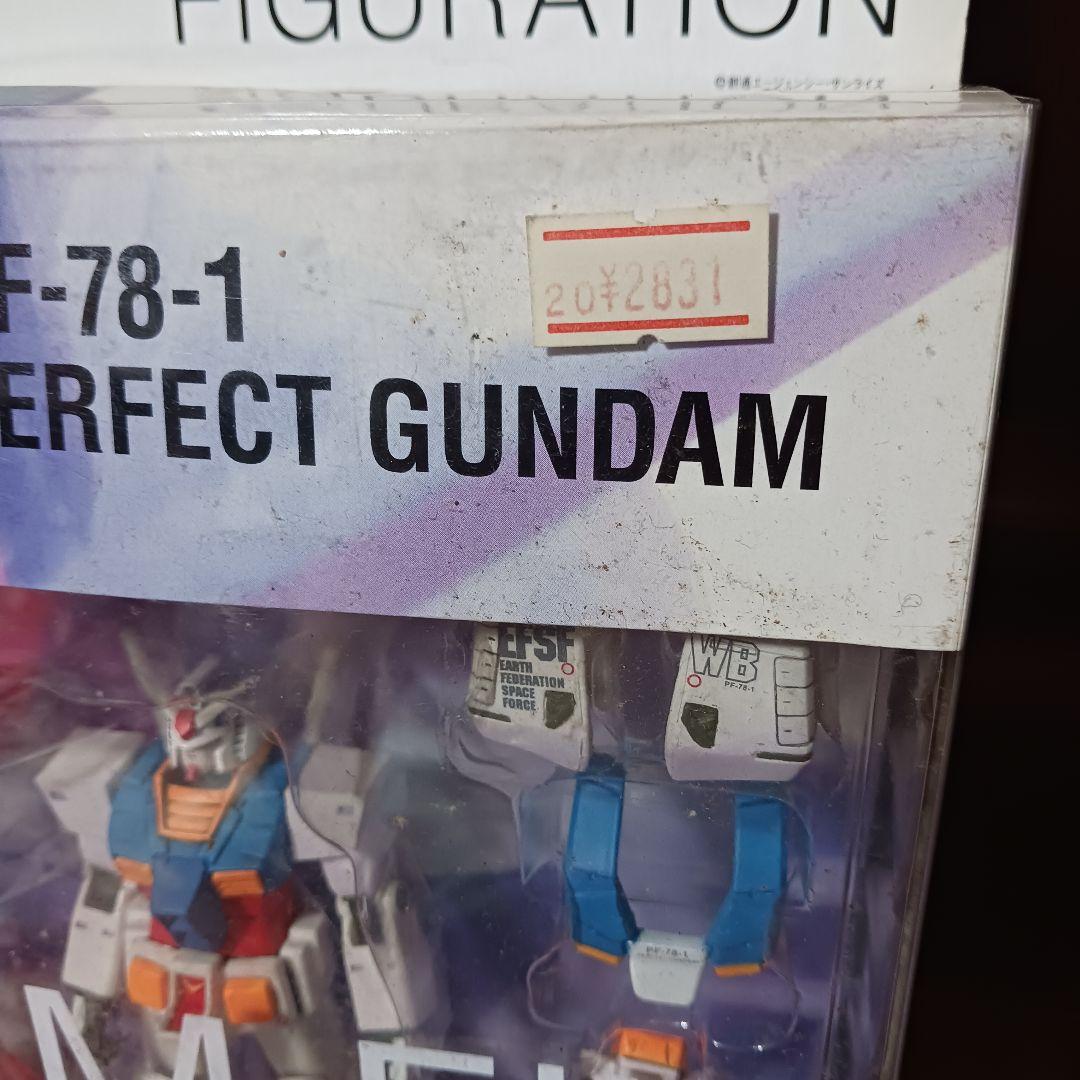 FIGURATION
©創通エージェンシー・サンライズ
F-78-1
20¥2831
ERFECT GUNDAM
EFSF
EARTH
FEDERATION
SPACE
FORCE
WB
PF-78-1
PF-78-1